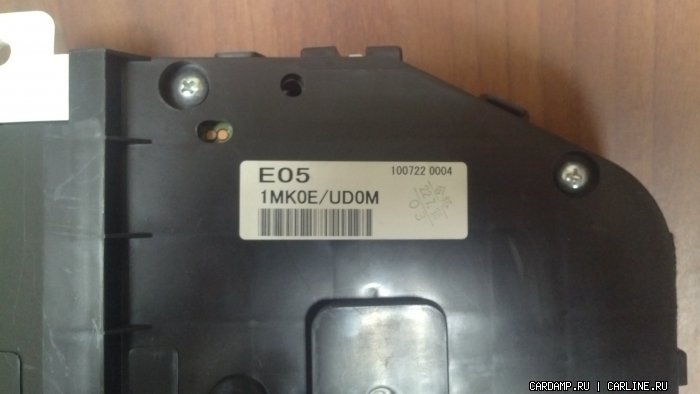 E05 100722 0004
1MK0E/UD0M
CARDAMP.RU | CARLINE.RU